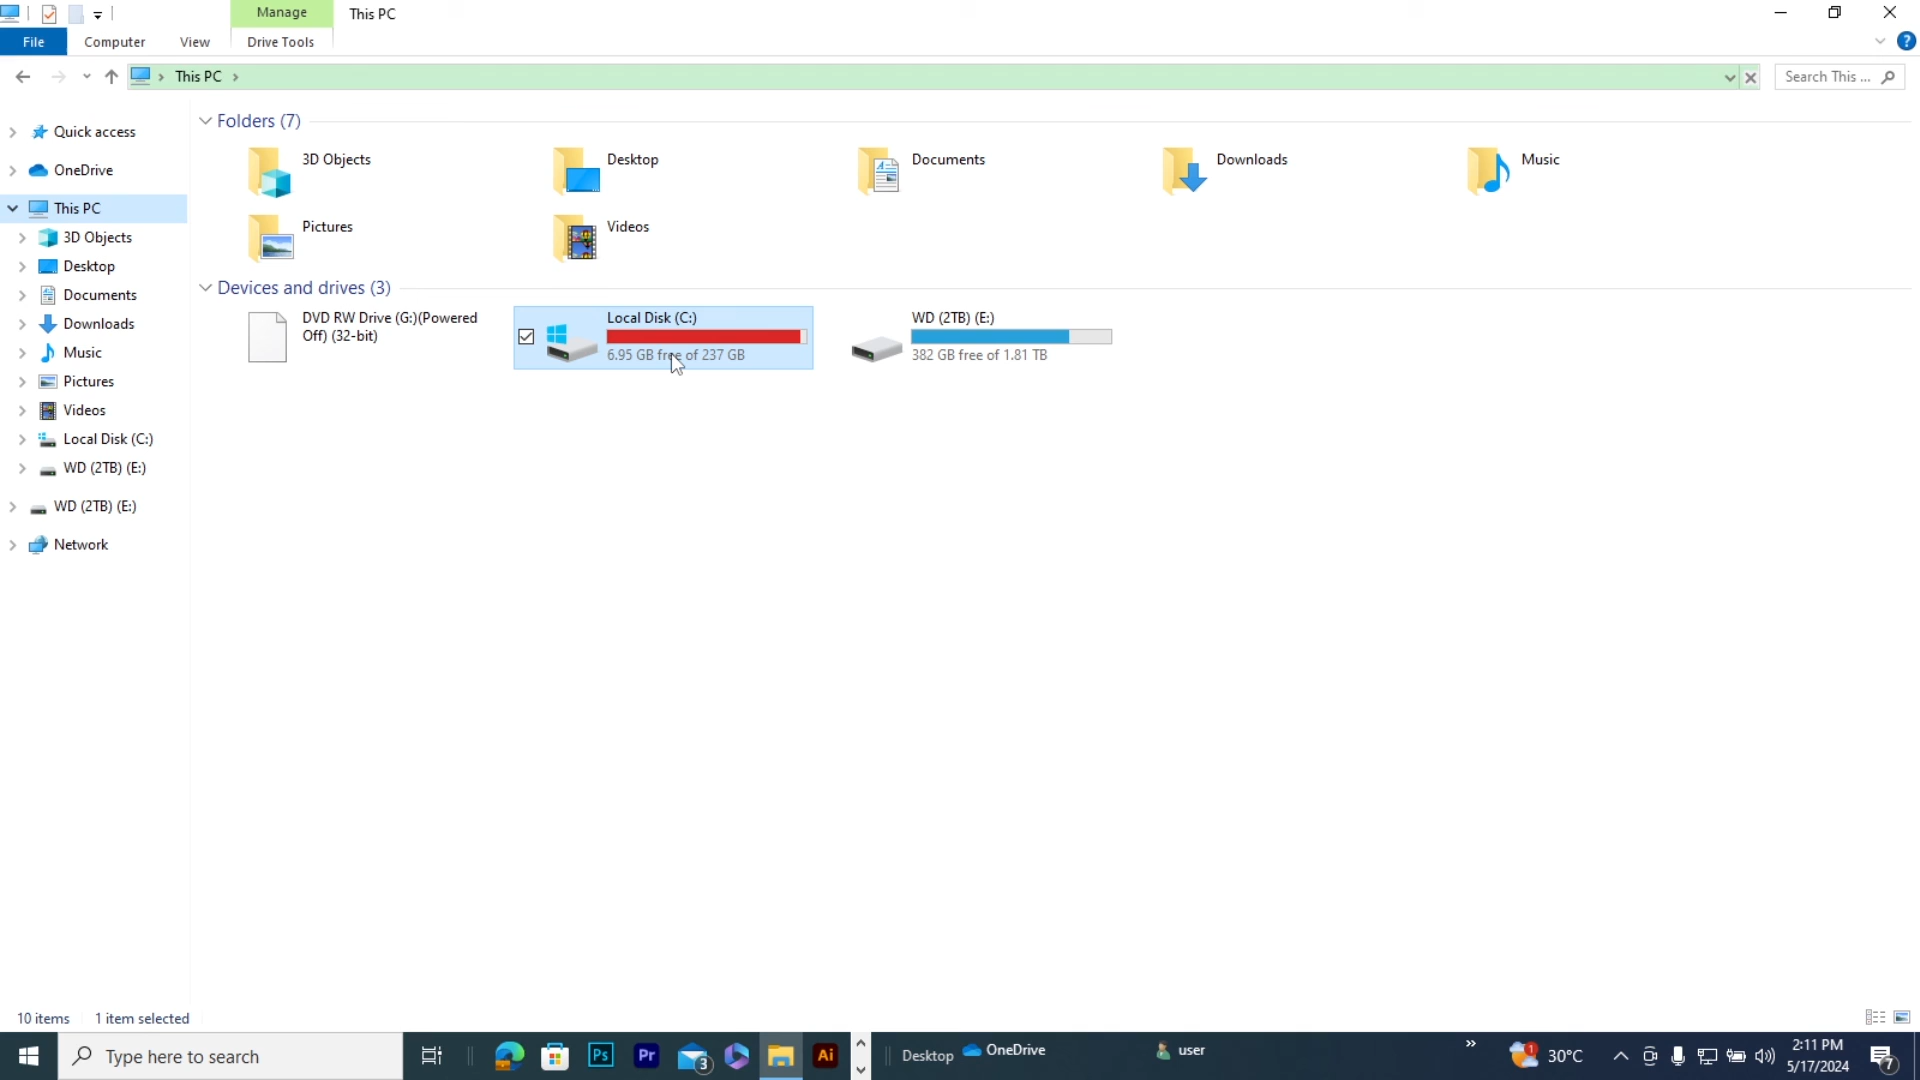 Manage
This PC
File
Computer
View
Drive Tools
?
This PC
Search This ...
Quick access
OneDrive
This PC
3D Objects
Desktop
Documents
Downloads
Music
Pictures
Videos
Local Disk (C:)
WD (2TB) (E:)
WD (2TB) (E:)
Network
Folders (7)
3D Objects
Desktop
Documents
Downloads
Music
Pictures
Videos
Devices and drives (3)
DVD RW Drive (G:)(Powered
Off) (32-bit)
Local Disk (C:)
6.95 GB free of 237 GB
WD (2TB) (E:)
382 GB free of 1.81 TB
10 items
1 item selected
Type here to search
Ps
Pr
3
Ai
Desktop
OneDrive
user
»
1
30°C
2:11 PM
5/17/2024
7